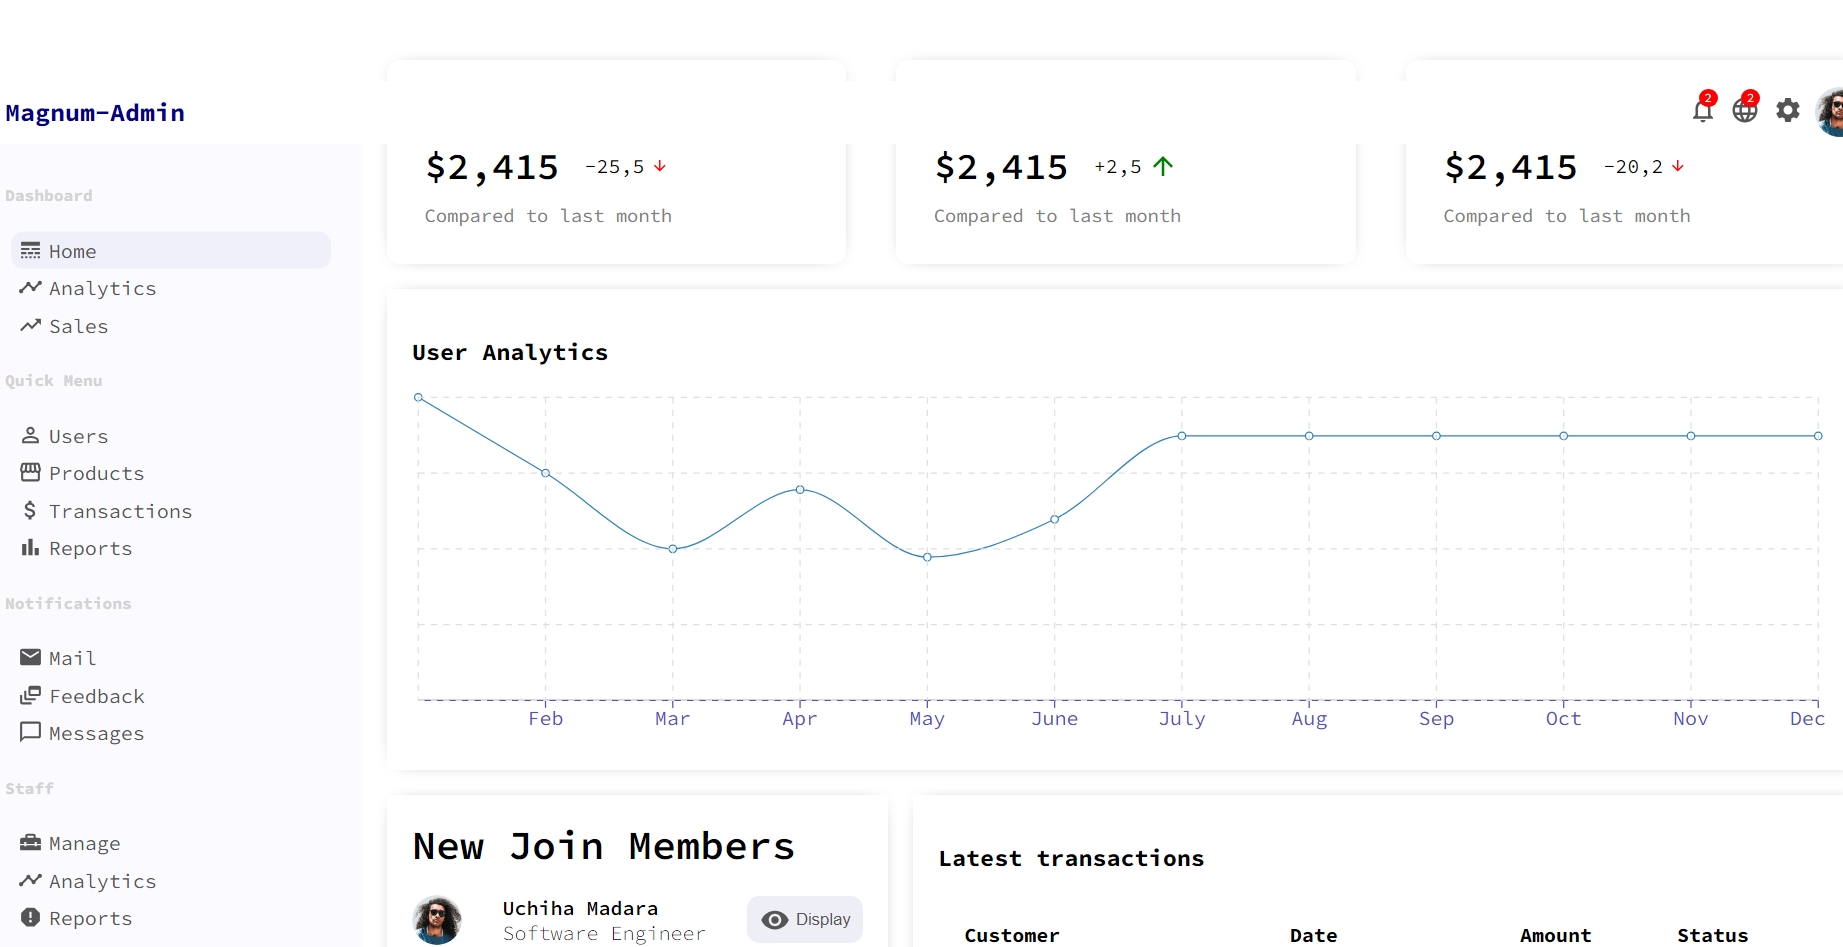 Magnum-Admin
2
2
$2,415 -25,5
Compared to last month
$2,415 +2,5
Compared to last month
$2,415 -20,2
Compared to last month
Dashboard
Home
Analytics
Sales
Quick Menu
Users
Products
Transactions
Reports
Notifications
Mail
Feedback
Messages
Staff
Manage
Analytics
Reports
User Analytics
Feb Mar Apr May June July Aug Sep Oct Nov Dec
New Join Members
Uchiha Madara
Software Engineer
Display
Latest transactions
Customer Date Amount Status